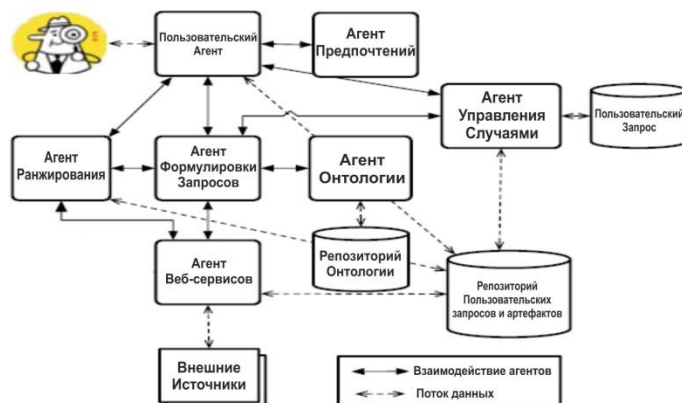 Пользовательский
Агент
Агент
Предпочтений
Агент
Управления
Случаями
Пользовательский
Запрос
Агент
Ранжирования
Агент
Формулировки
Запросов
Агент
Онтологии
Агент
Веб-сервисов
Репозиторий
Онтологии
Репозиторий
Пользовательских
запросов и артефактов
Внешние
Источники
Взаимодействие агентов
Поток данных